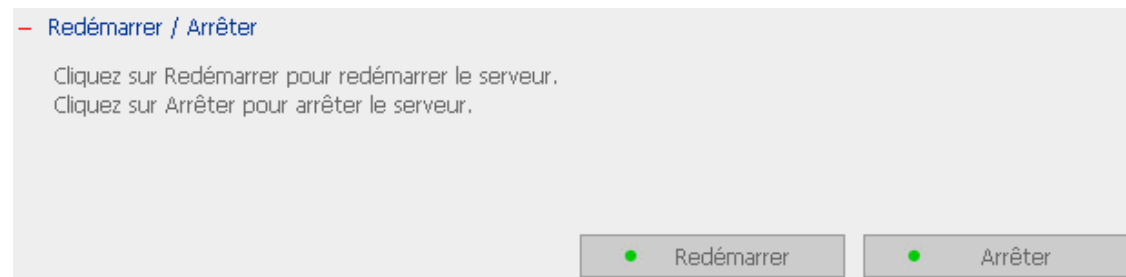 – Redémarrer / Arrêter
Cliquez sur Redémarrer pour redémarrer le serveur.
Cliquez sur Arrêter pour arrêter le serveur.
Redémarrer
Arrêter